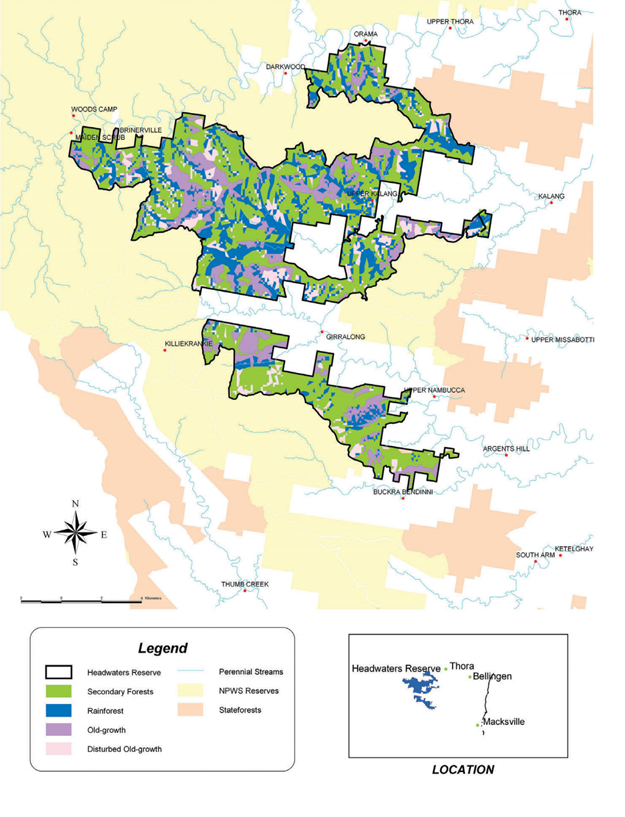 THORA
UPPER THORA
ORAMA
DARKWOOD
WOODS CAMP
BRINERVILLE
MAIDEN SCRUB
UPPER KALANG
KALANG
GIRRALONG
UPPER MISSABOTTI
KILLIEKRANKIE
UPPER NAMBUCCA
ARGENTS HILL
BUCKRA BENDINNI
KETELGHAY
SOUTH ARM
THUMB CREEK
N
W E
S
4 Kilometers
Legend
Headwaters Reserve
Secondary Forests
Rainforest
Old-growth
Disturbed Old-growth
Perennial Streams
NPWS Reserves
Stateforests
Headwaters Reserve
Thora
Bellingen
Macksville
LOCATION